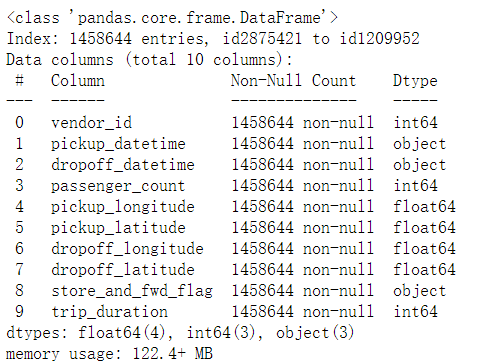 <class 'pandas.core.frame.DataFrame'>
Index: 1458644 entries, id2875421 to id1209952
Data columns (total 10 columns):
 #   Column              Non-Null Count    Dtype
---  ------              --------------    -----
 0   vendor_id           1458644 non-null  int64
 1   pickup_datetime     1458644 non-null  object
 2   dropoff_datetime    1458644 non-null  object
 3   passenger_count     1458644 non-null  int64
 4   pickup_longitude    1458644 non-null  float64
 5   pickup_latitude     1458644 non-null  float64
 6   dropoff_longitude   1458644 non-null  float64
 7   dropoff_latitude    1458644 non-null  float64
 8   store_and_fwd_flag  1458644 non-null  object
 9   trip_duration       1458644 non-null  int64
dtypes: float64(4), int64(3), object(3)
memory usage: 122.4+ MB